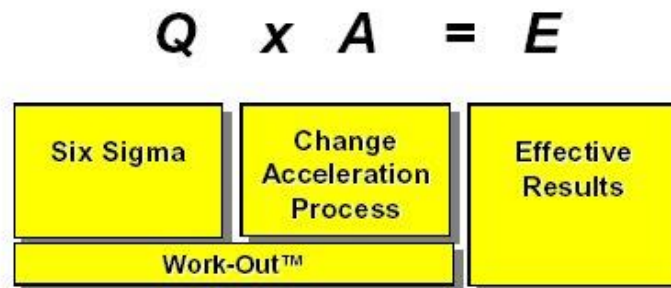 Q x A = E
Six Sigma
Change
Acceleration
Process
Effective
Results
Work-Out™